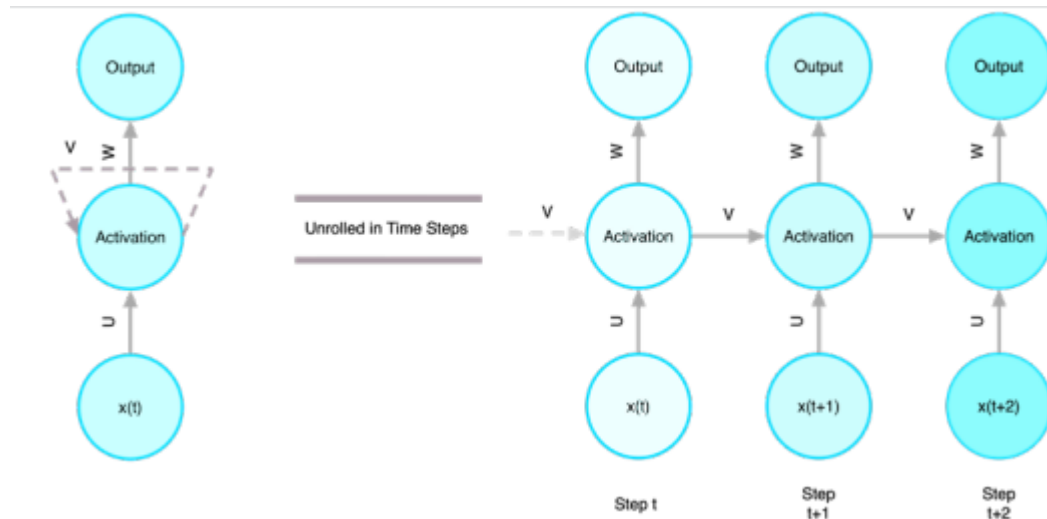 Output
Output
Output
Output
V
W
W
W
W
V
V
V
Activation
Unrolled in Time Steps
Activation
Activation
Activation
U
U
U
U
x(t)
x(t)
x(t+1)
x(t+2)
Step t
Step
t+1
Step
t+2